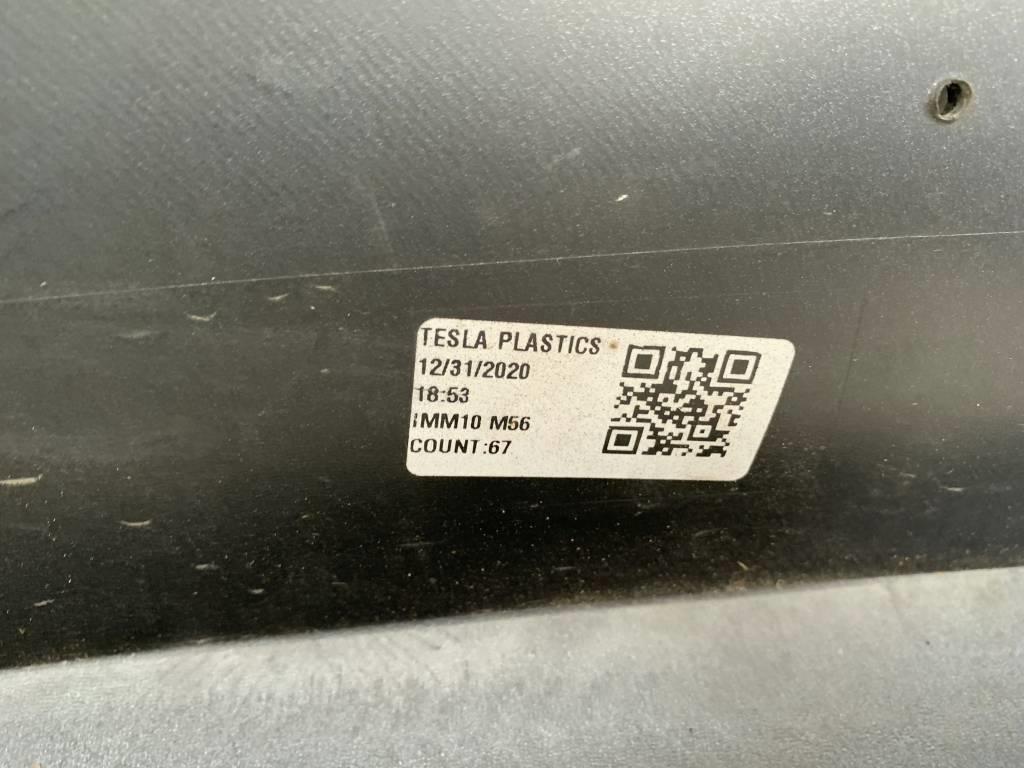 TESLA PLASTICS
12/31/2020
18:53
IMM10 M56
COUNT:67